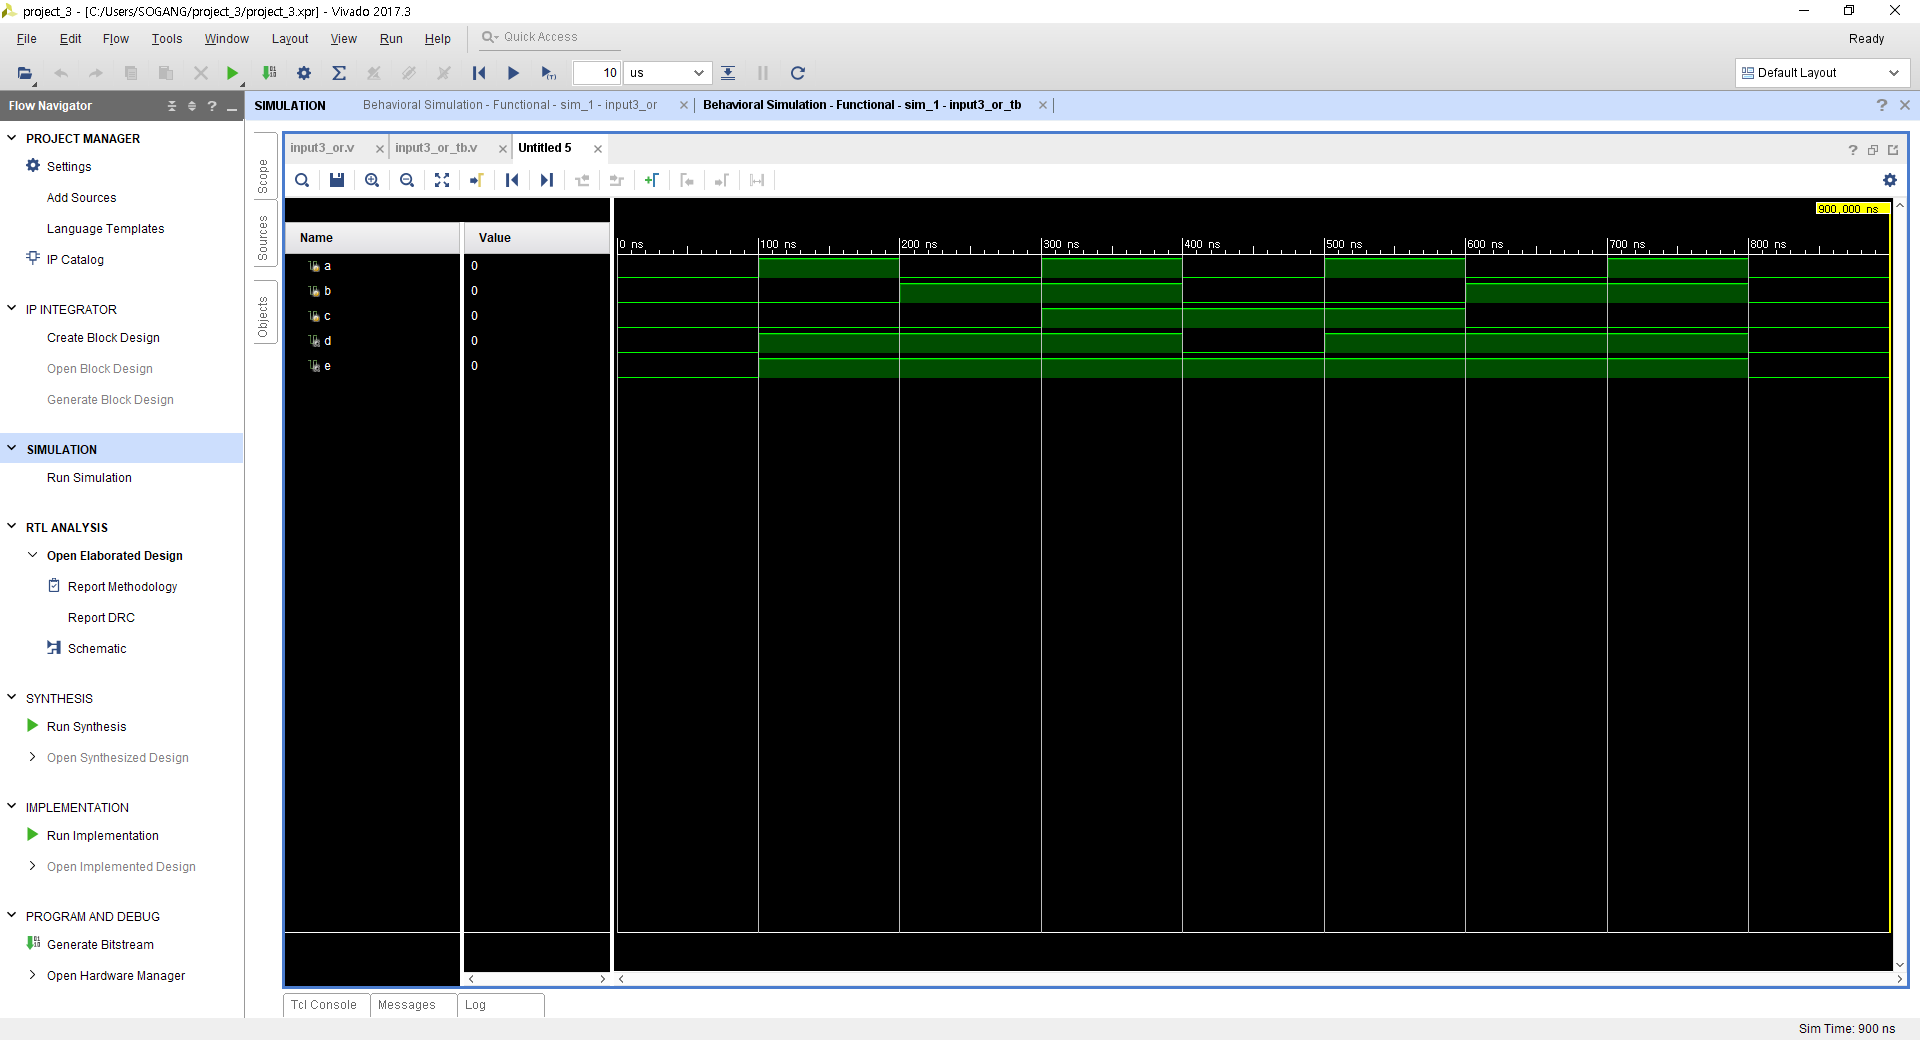 project_3 - [C:/Users/SOGANG/project_3/project_3.xpr] - Vivado 2017.3
File Edit Flow Tools Window Layout View Run Help
Quick Access
Ready
10 us
Default Layout
Flow Navigator
SIMULATION
Behavioral Simulation - Functional - sim_1 - input3_or
Behavioral Simulation - Functional - sim_1 - input3_or_tb
PROJECT MANAGER
Settings
Add Sources
Language Templates
IP Catalog
IP INTEGRATOR
Create Block Design
Open Block Design
Generate Block Design
SIMULATION
Run Simulation
RTL ANALYSIS
Open Elaborated Design
Report Methodology
Report DRC
Schematic
SYNTHESIS
Run Synthesis
Open Synthesized Design
IMPLEMENTATION
Run Implementation
Open Implemented Design
PROGRAM AND DEBUG
Generate Bitstream
Open Hardware Manager
Scope
Sources
Objects
input3_or.v
input3_or_tb.v
Untitled 5
900,000 ns
Name Value
0 ns 100 ns 200 ns 300 ns 400 ns 500 ns 600 ns 700 ns 800 ns
a 0
b 0
c 0
d 0
e 0
Tcl Console
Messages
Log
Sim Time: 900 ns